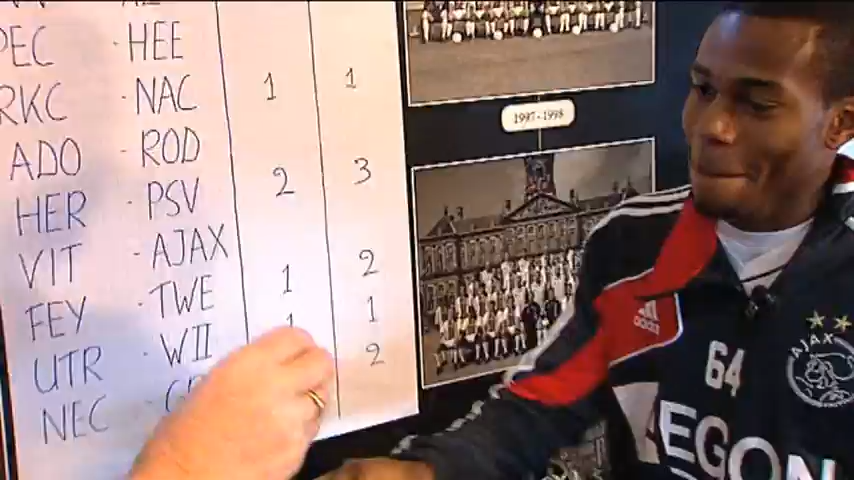 PEC - HEE
RKC - NAC 1 1
ADO - ROD
HER - PSV 2 3
VIT - AJAX
FEY - TWE 1 2
UTR - WII 1 1
NEC - 2
1997-1998
adidas
64
AJAX
AEGON